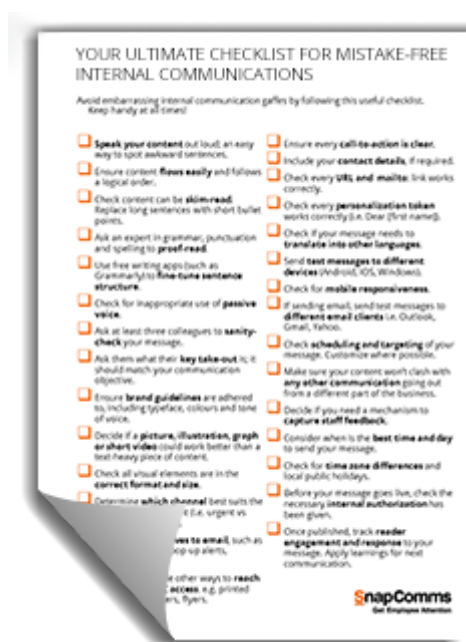 YOUR ULTIMATE CHECKLIST FOR MISTAKE-FREE
INTERNAL COMMUNICATIONS
Avoid embarrassing internal communication gaffes by following this useful checklist.
Keep handy at all times!
Speak your content out loud; an easy
way to spot awkward sentences.
Ensure content flows easily and follows
a logical order.
Check content can be skim-read.
Replace long sentences with short bullet
points.
Ask an expert in grammar, punctuation
and spelling to proof-read.
Use free writing apps (such as
Grammarly) to fine-tune sentence
structure.
Check for inappropriate use of passive
voice.
Ask at least three colleagues to sanity-
check your message.
Ask them what their key take-out is; it
should match your communication
objective.
Ensure brand guidelines are adhered
to, including typeface, colours and tone
of voice.
Decide if a picture, illustration, graph
or short video could work better than a
text-heavy piece of content.
Check all visual elements are in the
correct format and size.
Determine which channel best suits the
(i.e. urgent vs
to email, such as
pop-up alerts.
other ways to reach
access, e.g. printed
flyers.
Ensure every call-to-action is clear.
Include your contact details, if required.
Check every URL and mailto: link works
correctly.
Check every personalization token
works correctly (i.e. Dear {first name}).
Check if your message needs to
translate into other languages.
Send test messages to different
devices (Android, iOS, Windows).
Check for mobile responsiveness.
If sending email, send test messages to
different email clients i.e. Outlook,
Gmail, Yahoo.
Check scheduling and targeting of your
message. Customize where possible.
Make sure your content won't clash with
any other communication going out
from a different part of the business.
Decide if you need a mechanism to
capture staff feedback.
Consider when is the best time and day
to send your message.
Check for time zone differences and
local public holidays.
Before your message goes live, check the
necessary internal authorization has
been given.
Once published, track reader
engagement and response to your
message. Apply learnings for next
communication.
SnapComms
Get Employee Attention